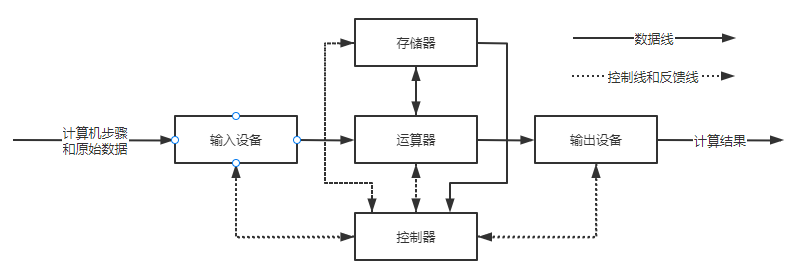 存储器
数据线
控制线和反馈线
计算机步骤
和原始数据
输入设备
运算器
输出设备
计算结果
控制器